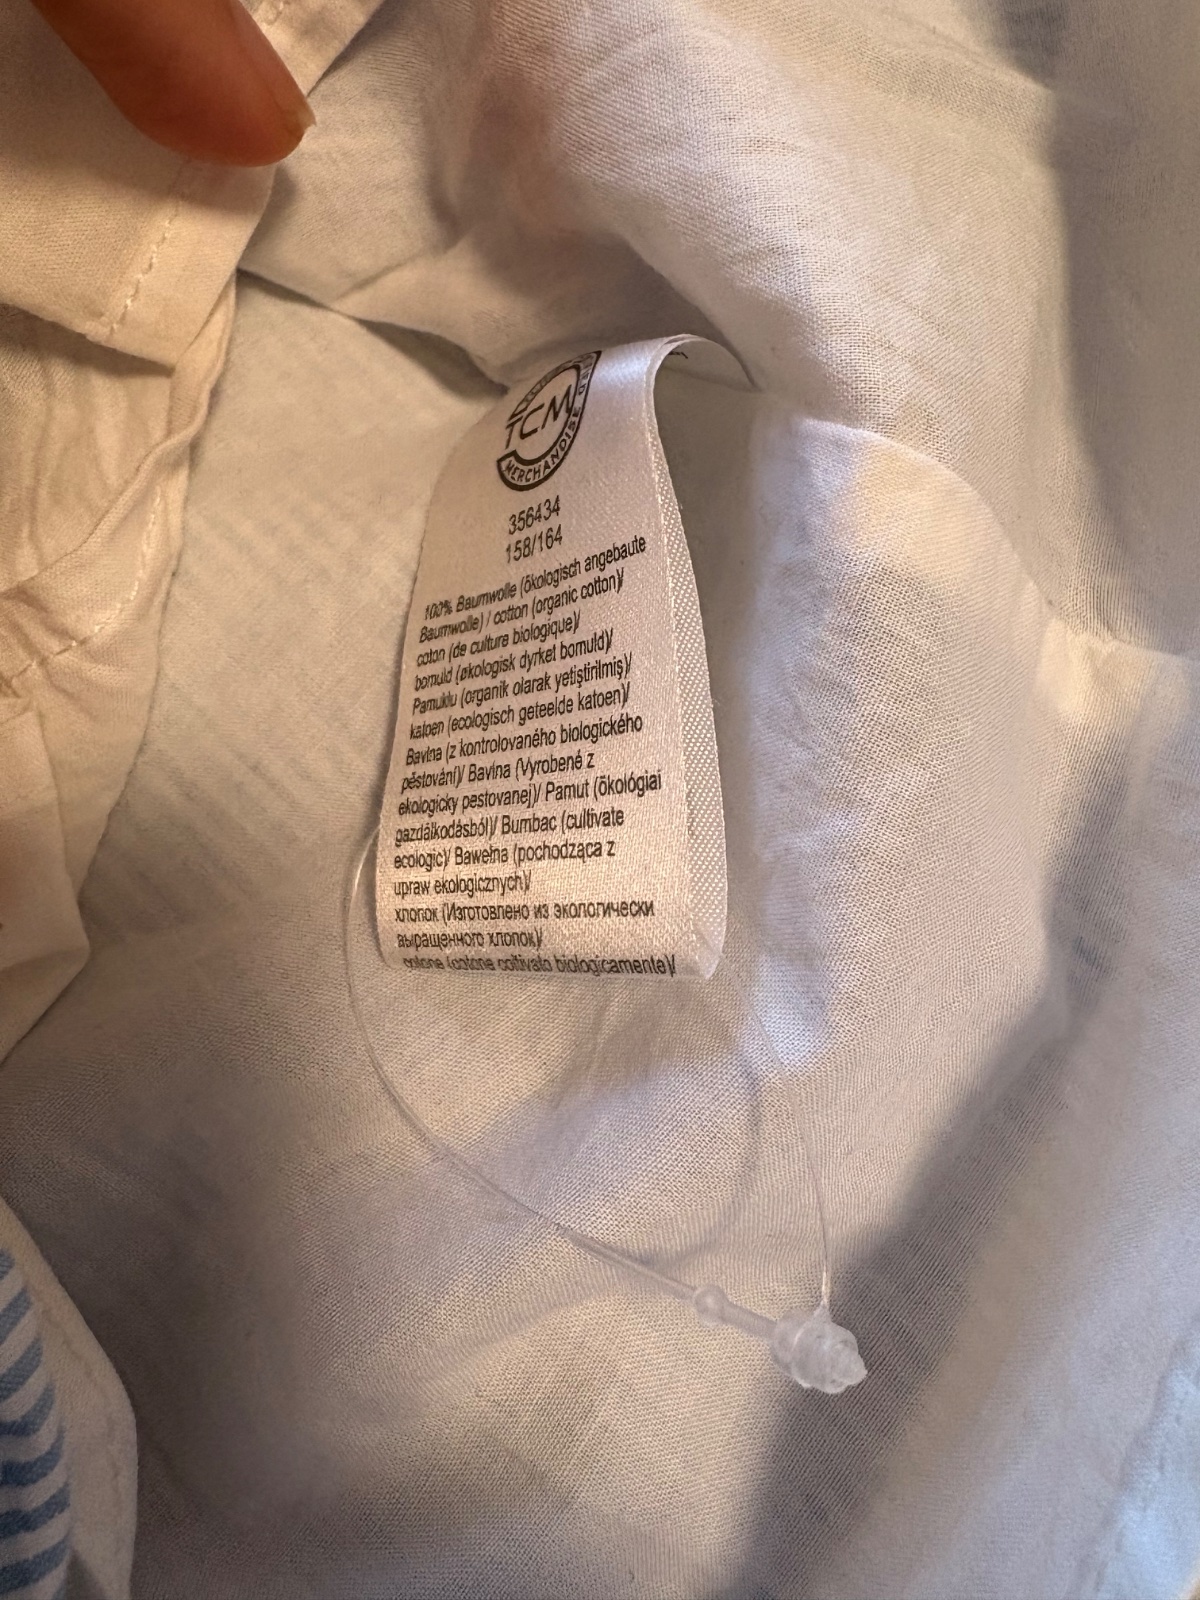 TCM
MERCHANDISE
356434
158/164
100% Baumwolle (ökologisch angebaute
Baumwolle) / cotton (organic cotton)/
coton (de culture biologique)/
bomuld (økologisk dyrket bomuld)/
Pamuklu (organik olarak yetiştirilmiş)/
katoen (ecologisch geteelde katoen)/
Bavlna (z kontrolovaného biologického
pěstování)/ Bavlna (Vyrobené z
ekologicky pestovanej)/ Pamut (ökológiai
gazdálkodásból)/ Bumbac (cultivate
ecologic)/ Bawełna (pochodząca z
upraw ekologicznych)/
хлопок (Изготовлено из экологически
выращенного хлопок)/
cotone (cotone coltivato biologicamente)/